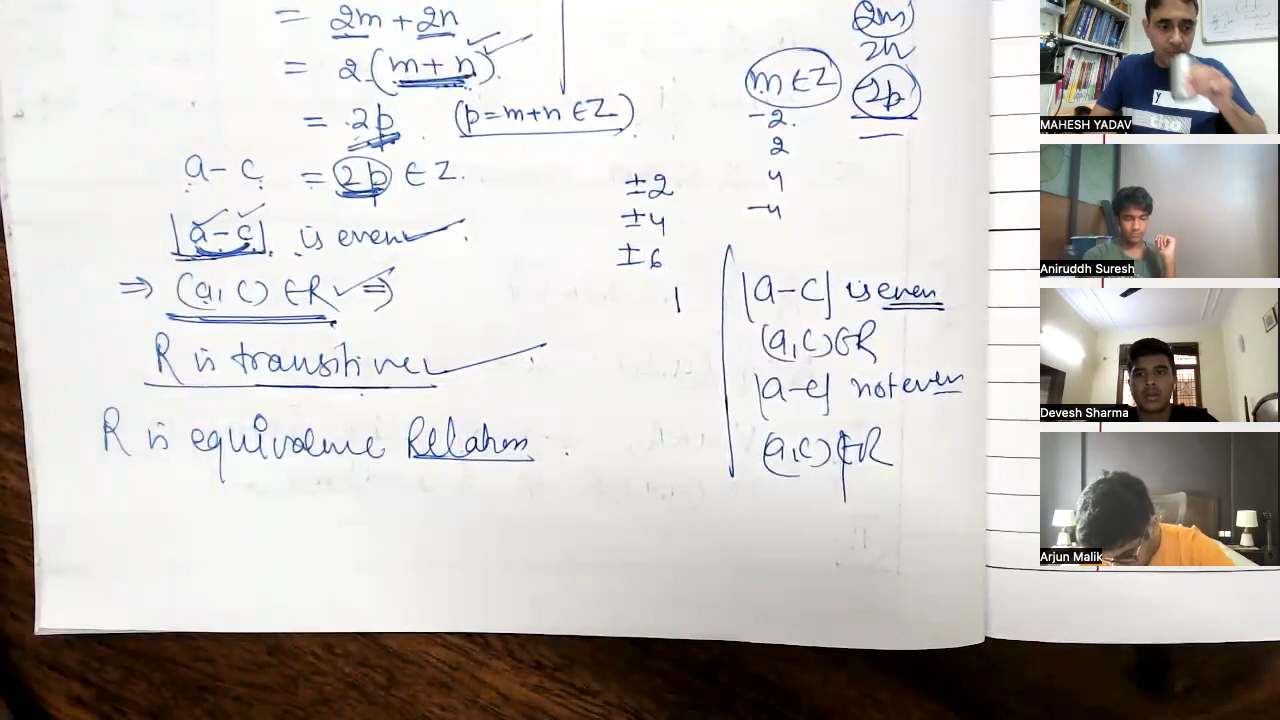 = 2m + 2n
= 2 (m + n)
= 2p (p = m + n ∈ Z)
a - c = 2p ∈ Z.
|a - c| is even
⇒ (a, c) ∈ R ⇒
R is transitive
R is equivalence Relation.
2m
2n
2p
m ∈ Z
-2.
2
4
-4
±2
±4
±6
|a - c| is even
(a, c) ∈ R
|a - c| not even
(a, c) ∉ R
MAHESH YADAV
Aniruddh Suresh
Devesh Sharma
Arjun Malik